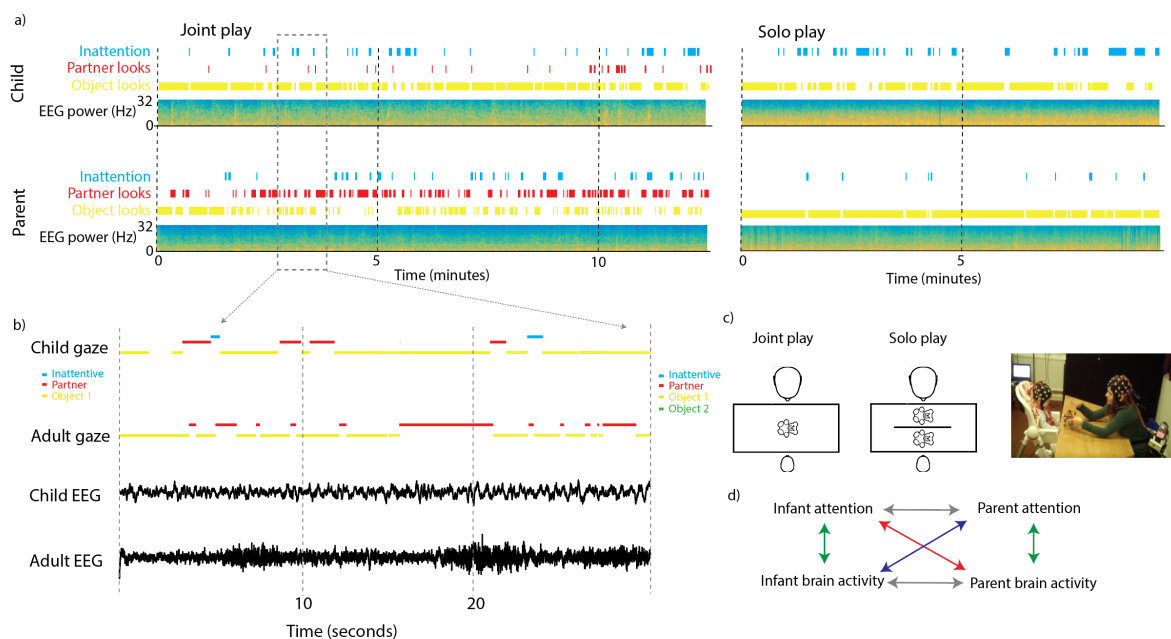 a)
Joint play
Solo play
Child
Inattention
Partner looks
Object looks
EEG power (Hz)
32
0
Parent
Inattention
Partner looks
Object looks
EEG power (Hz)
32
0
0
5
10
Time (minutes)
0
5
Time (minutes)
b)
Child gaze
Inattentive
Partner
Object 1
Inattentive
Partner
Object 1
Object 2
Adult gaze
Child EEG
Adult EEG
10
20
Time (seconds)
c)
Joint play
Solo play
d)
Infant attention
Parent attention
Infant brain activity
Parent brain activity